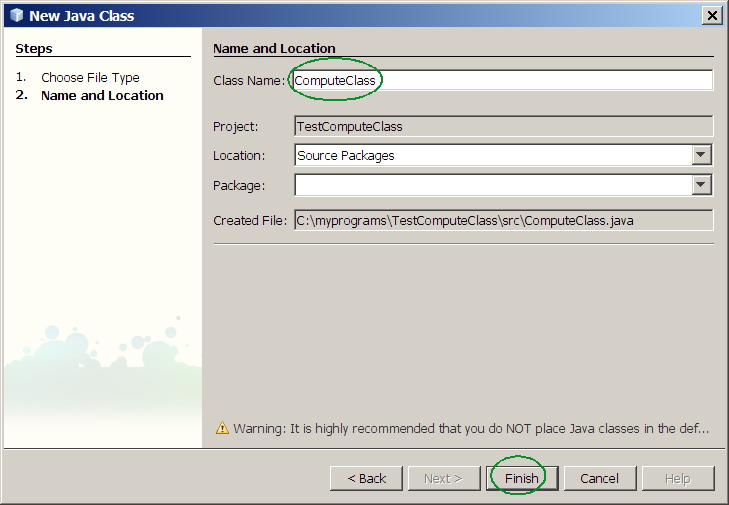 New Java Class
Steps
1. Choose File Type
2. Name and Location
Name and Location
Class Name: ComputeClass
Project: TestComputeClass
Location: Source Packages
Package:
Created File: C:\myprograms\TestComputeClass\src\ComputeClass.java
Warning: It is highly recommended that you do NOT place Java classes in the def...
< Back Next > Finish Cancel Help